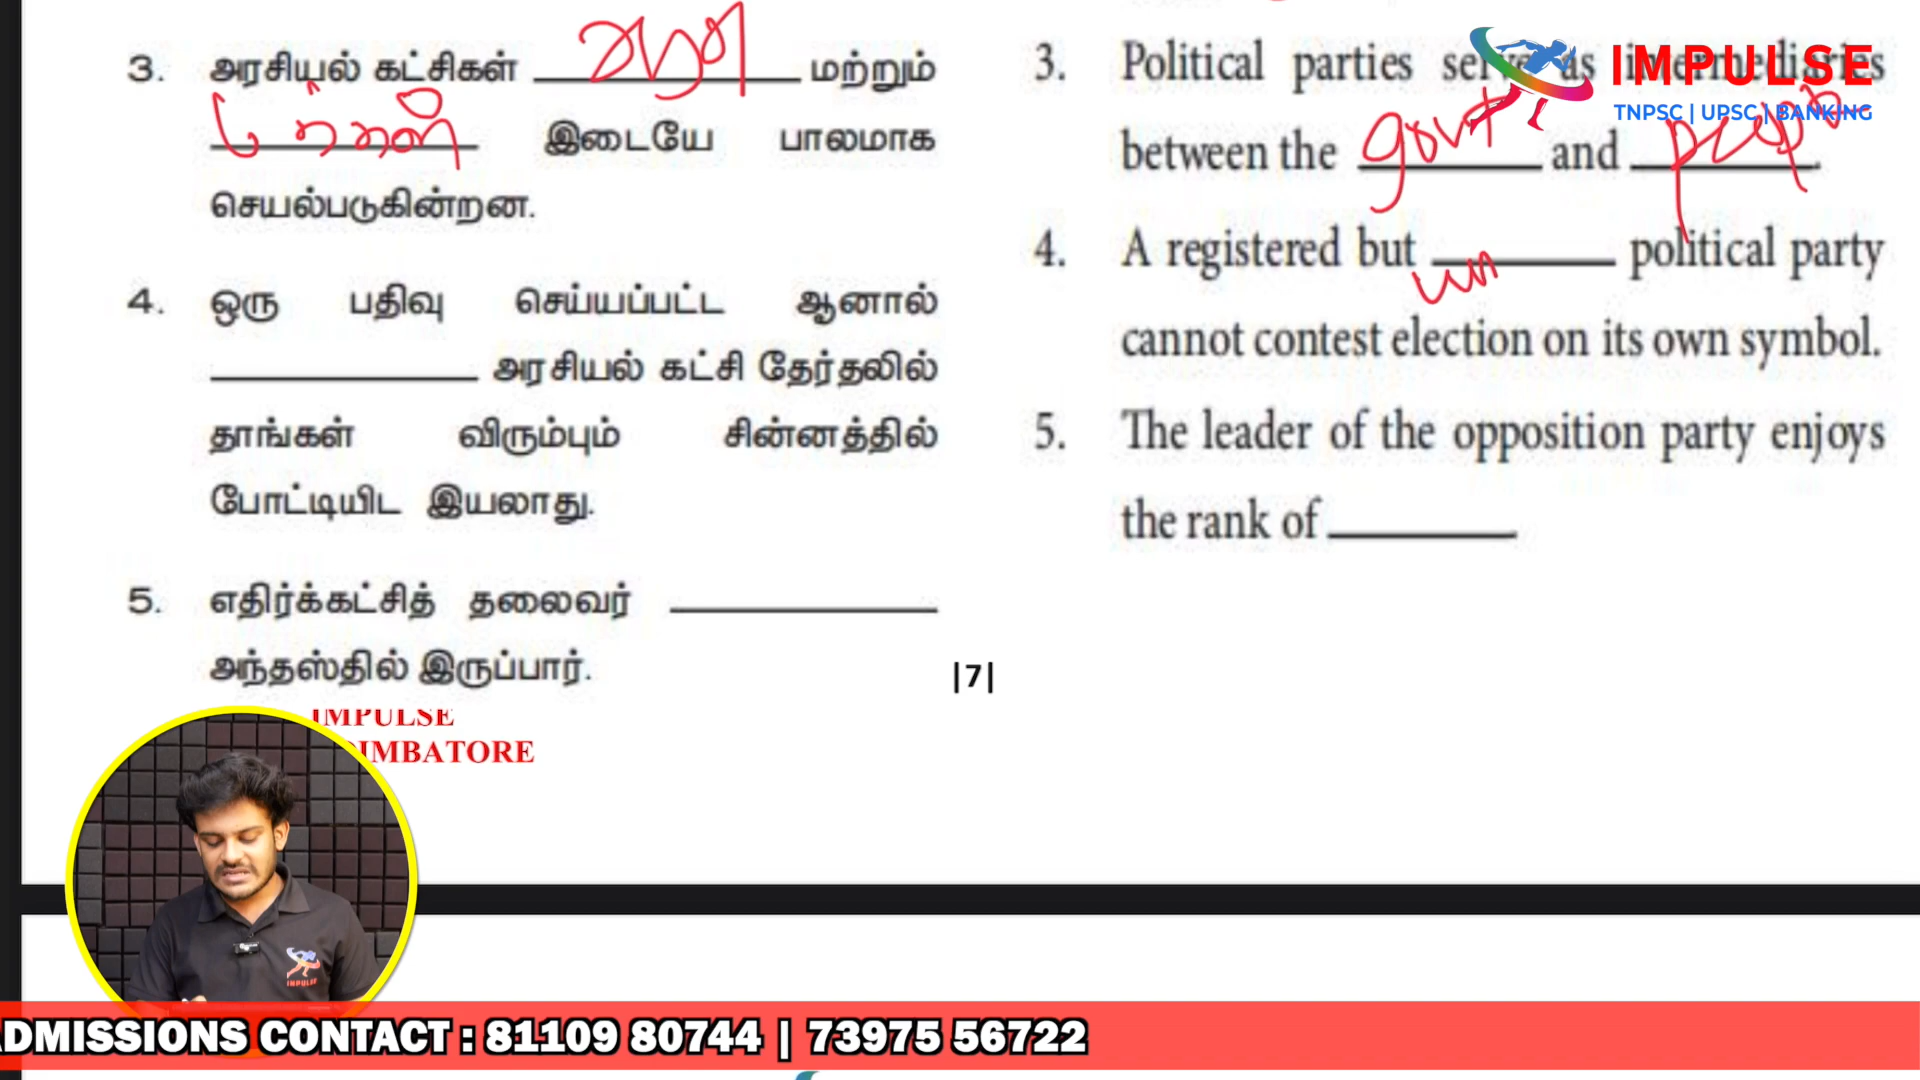 3. அரசியல் கட்சிகள் அரசு மற்றும்
மக்கள் இடையே பாலமாக
செயல்படுகின்றன.
4. ஒரு பதிவு செய்யப்பட்ட ஆனால்
அரசியல் கட்சி தேர்தலில்
தாங்கள் விரும்பும் சின்னத்தில்
போட்டியிட இயலாது.
5. எதிர்க்கட்சித் தலைவர்
அந்தஸ்தில் இருப்பார்.
3. Political parties serve as intermediaries
between the govt and .
4. A registered but un political party
cannot contest election on its own symbol.
5. The leader of the opposition party enjoys
the rank of
IMPULSE
TNPSC | UPSC | BANKING
|7|
IMPULSE
OIMBATORE
IMPULSE
ADMISSIONS CONTACT : 81109 80744 | 73975 56722